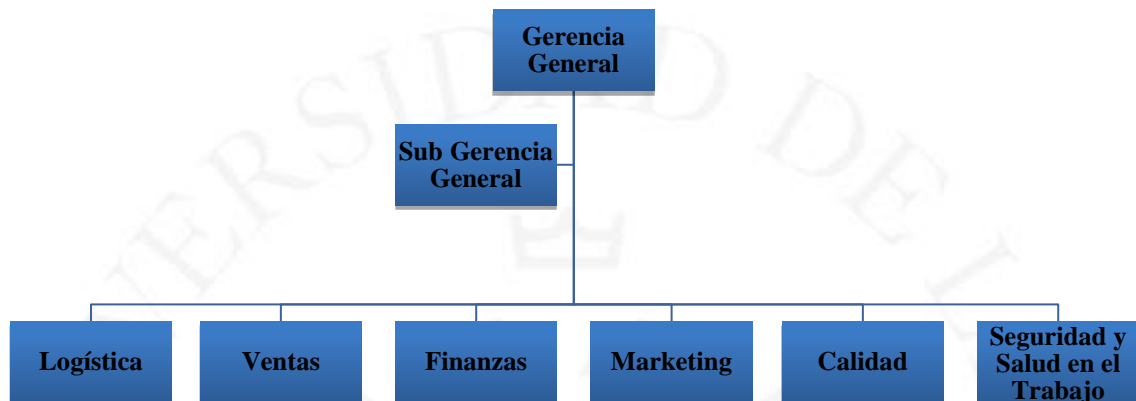 Gerencia
General
Sub Gerencia
General
Logística
Ventas
Finanzas
Marketing
Calidad
Seguridad y
Salud en el
Trabajo